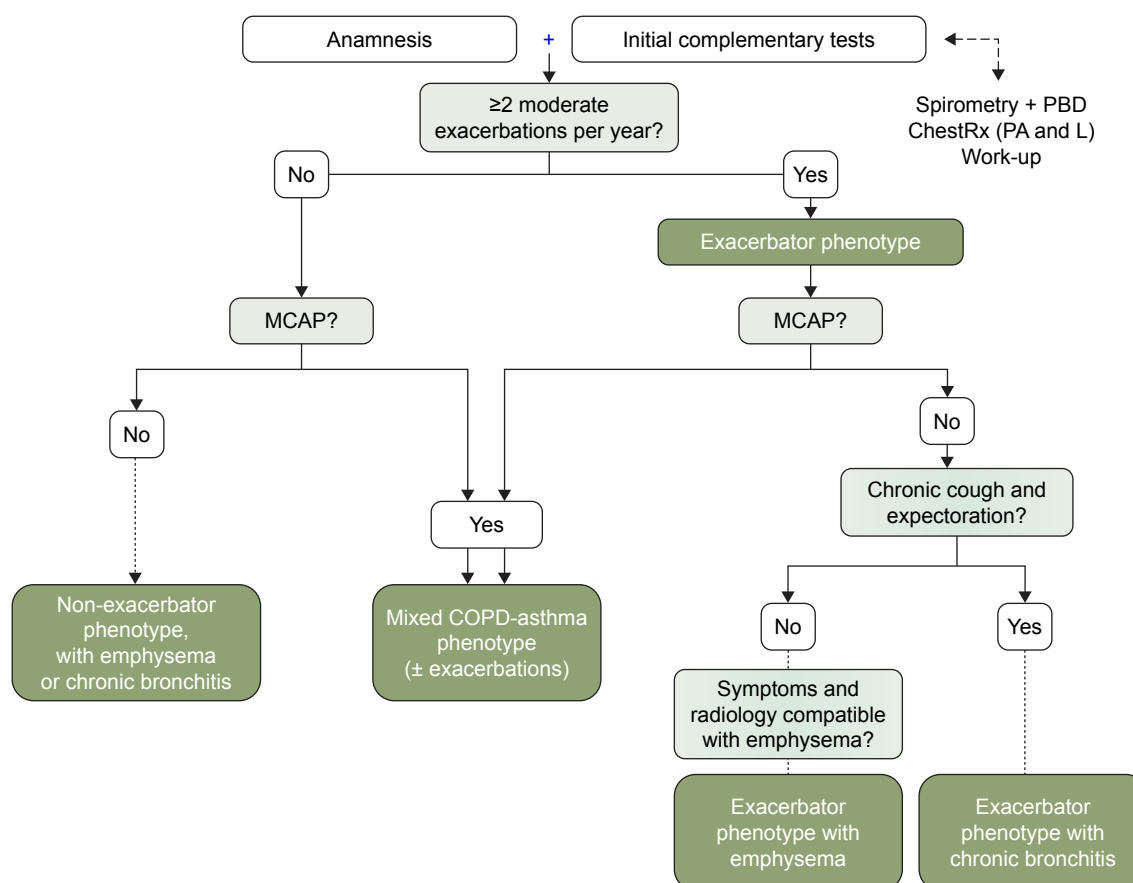 Anamnesis
+
Initial complementary tests
Spirometry + PBD
ChestRx (PA and L)
Work-up
≥2 moderate
exacerbations per year?
No
Yes
Exacerbator phenotype
MCAP?
MCAP?
No
No
Chronic cough and
expectoration?
Yes
Non-exacerbator
phenotype,
with emphysema
or chronic bronchitis
Mixed COPD-asthma
phenotype
(± exacerbations)
No
Yes
Symptoms and
radiology compatible
with emphysema?
Exacerbator
phenotype with
emphysema
Exacerbator
phenotype with
chronic bronchitis